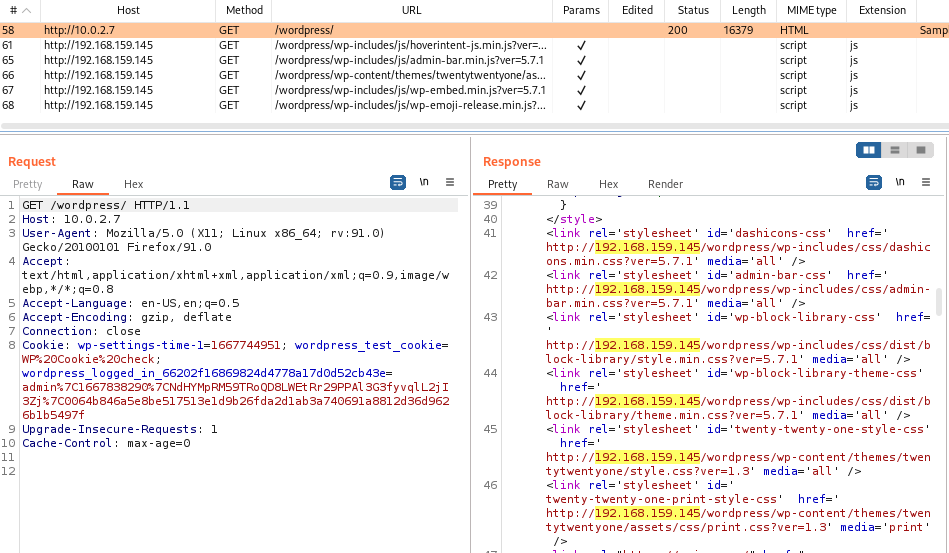 # Host Method URL Params Edited Status Length MIME type Extension
58 http://10.0.2.7 GET /wordpress/ 200 16379 HTML Samp
61 http://192.168.159.145 GET /wordpress/wp-includes/js/hoverintent-js.min.js?ver=... ✓ script js
65 http://192.168.159.145 GET /wordpress/wp-includes/js/admin-bar.min.js?ver=5.7.1 ✓ script js
66 http://192.168.159.145 GET /wordpress/wp-content/themes/twentytwentyone/as... ✓ script js
67 http://192.168.159.145 GET /wordpress/wp-includes/js/wp-embed.min.js?ver=5.7.1 ✓ script js
68 http://192.168.159.145 GET /wordpress/wp-includes/js/wp-emoji-release.min.js?... ✓ script js
Request
Pretty Raw Hex \n
1 GET /wordpress/ HTTP/1.1
2 Host: 10.0.2.7
3 User-Agent: Mozilla/5.0 (X11; Linux x86_64; rv:91.0)
Gecko/20100101 Firefox/91.0
4 Accept:
text/html,application/xhtml+xml,application/xml;q=0.9,image/w
ebp,*/*;q=0.8
5 Accept-Language: en-US,en;q=0.5
6 Accept-Encoding: gzip, deflate
7 Connection: close
8 Cookie: wp-settings-time-1=1667744951; wordpress_test_cookie=
WP%20Cookie%20check;
wordpress_logged_in_66202f16869824d4778a17d0d52cb43e=
admin%7C1667838290%7CNdHYMpRM59TRoQD8LWEtRr29PPAl3G3fyvqlL2jI
3Zj%7C0064b846a5e8be517513e1d9b26fda2d1ab3a740691a8812d36d962
6b1b5497f
9 Upgrade-Insecure-Requests: 1
10 Cache-Control: max-age=0
11
12
Response
Pretty Raw Hex Render \n
39 }
40 </style>
41 <link rel='stylesheet' id='dashicons-css' href='
http://192.168.159.145/wordpress/wp-includes/css/dashic
ons.min.css?ver=5.7.1' media='all' />
42 <link rel='stylesheet' id='admin-bar-css' href='
http://192.168.159.145/wordpress/wp-includes/css/admin-
bar.min.css?ver=5.7.1' media='all' />
43 <link rel='stylesheet' id='wp-block-library-css' href=
'
http://192.168.159.145/wordpress/wp-includes/css/dist/b
lock-library/style.min.css?ver=5.7.1' media='all' />
44 <link rel='stylesheet' id='wp-block-library-
theme-css' href='
http://192.168.159.145/wordpress/wp-includes/css/dist/b
lock-library/theme.min.css?ver=5.7.1' media='all' />
45 <link rel='stylesheet' id='twenty-twenty-one-style-css'
href='
http://192.168.159.145/wordpress/wp-content/themes/twen
tytwentyone/style.css?ver=1.3' media='all' />
46 <link rel='stylesheet' id='
twenty-twenty-one-print-style-css' href='
http://192.168.159.145/wordpress/wp-content/themes/twen
tytwentyone/assets/css/print.css?ver=1.3' media='print'
/>